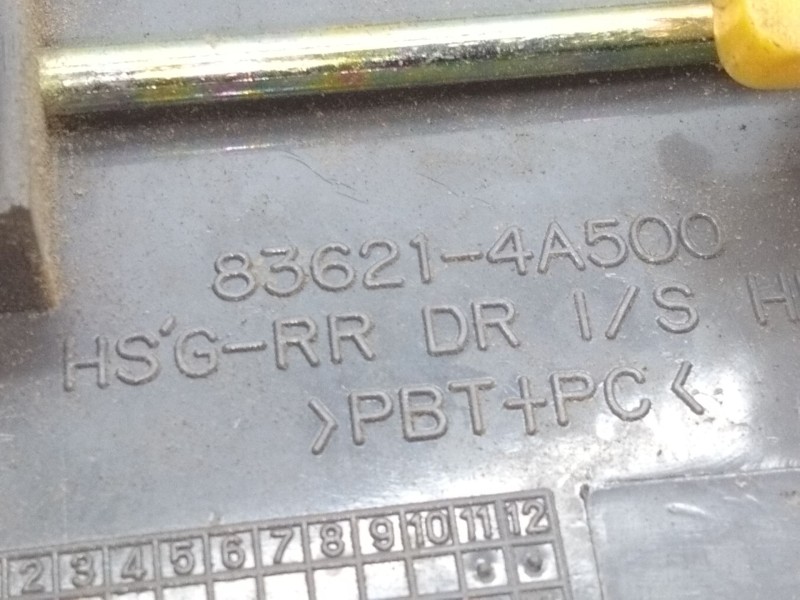 83621-4A500
HS'G-RR DR I/S
>PBT+PC<
2 3 4 5 6 7 8 9 10 11 12